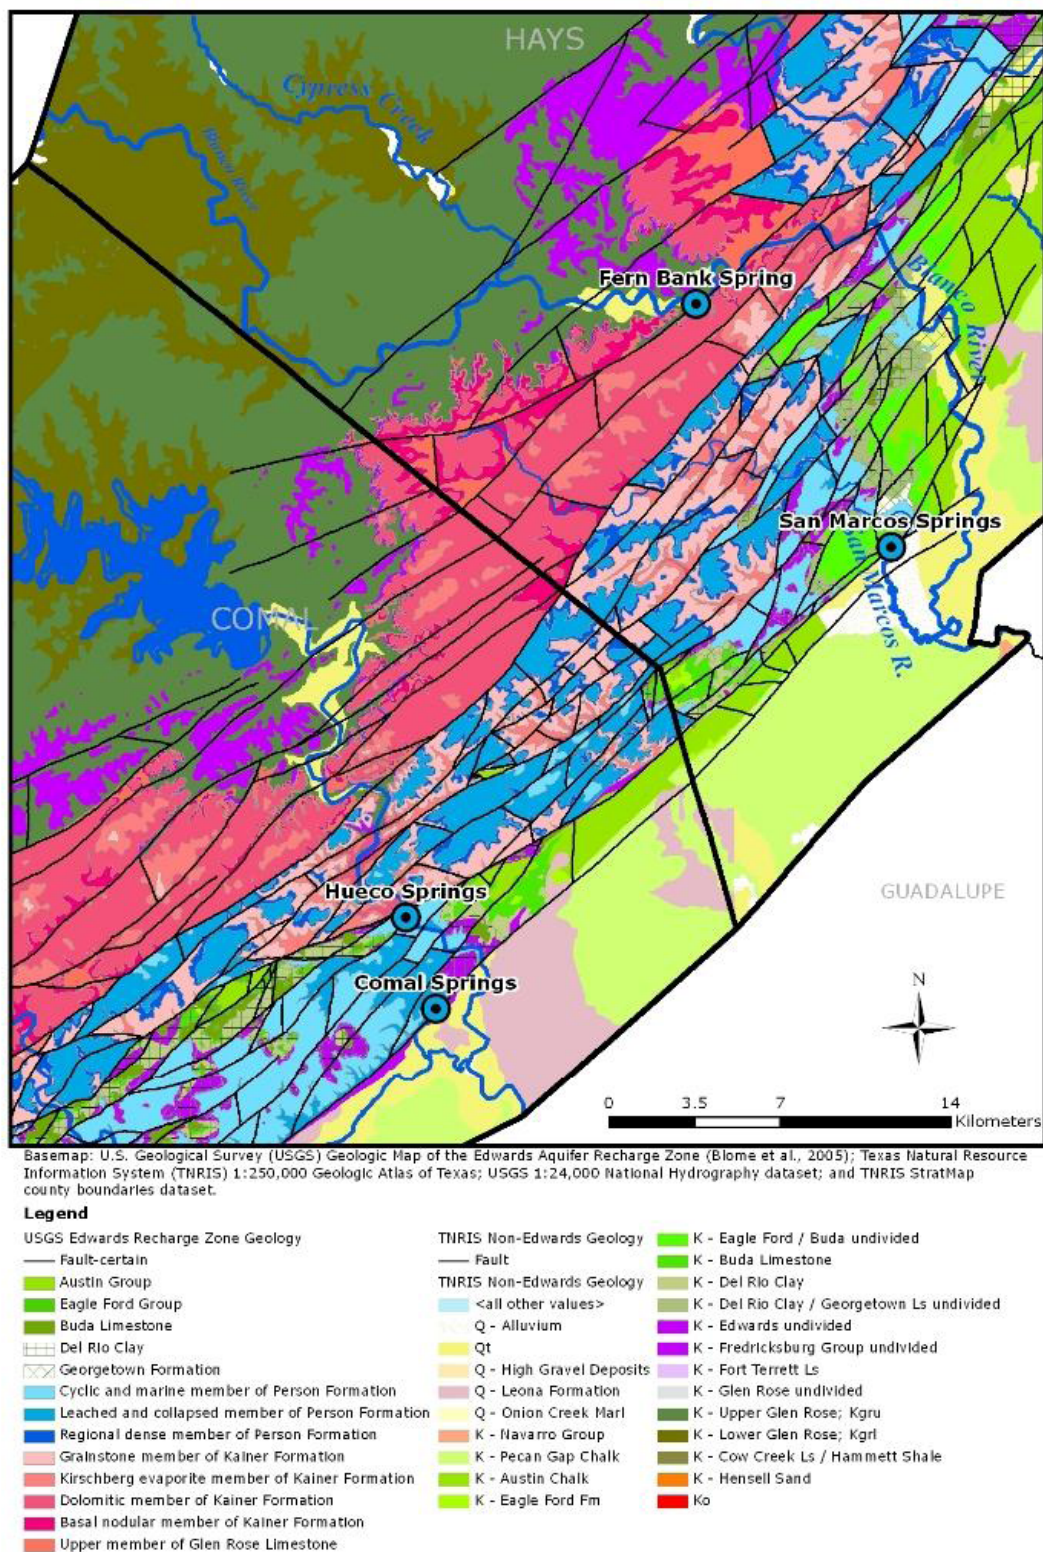 HAYS
Cypress Creek
Blanco River
Fern Bank Spring
Blanco River
San Marcos Springs
San Marcos R.
COMAL
Hueco Springs
GUADALUPE
Comal Springs
N
0 3.5 7 14
Kilometers
Basemap: U.S. Geological Survey (USGS) Geologic Map of the Edwards Aquifer Recharge Zone (Blome et al., 2005); Texas Natural Resource
Information System (TNRIS) 1:250,000 Geologic Atlas of Texas; USGS 1:24,000 National Hydrography dataset; and TNRIS StratMap
county boundaries dataset.
Legend
USGS Edwards Recharge Zone Geology
Fault-certain
Austin Group
Eagle Ford Group
Buda Limestone
Del Rio Clay
Georgetown Formation
Cyclic and marine member of Person Formation
Leached and collapsed member of Person Formation
Regional dense member of Person Formation
Grainstone member of Kainer Formation
Kirschberg evaporite member of Kainer Formation
Dolomitic member of Kainer Formation
Basal nodular member of Kainer Formation
Upper member of Glen Rose Limestone
TNRIS Non-Edwards Geology
Fault
TNRIS Non-Edwards Geology
<all other values>
Q - Alluvium
Qt
Q - High Gravel Deposits
Q - Leona Formation
Q - Onion Creek Marl
K - Navarro Group
K - Pecan Gap Chalk
K - Austin Chalk
K - Eagle Ford Fm
K - Eagle Ford / Buda undivided
K - Buda Limestone
K - Del Rio Clay
K - Del Rio Clay / Georgetown Ls undivided
K - Edwards undivided
K - Fredricksburg Group undivided
K - Fort Terrett Ls
K - Glen Rose undivided
K - Upper Glen Rose; Kgru
K - Lower Glen Rose; Kgrl
K - Cow Creek Ls / Hammett Shale
K - Hensell Sand
Ko